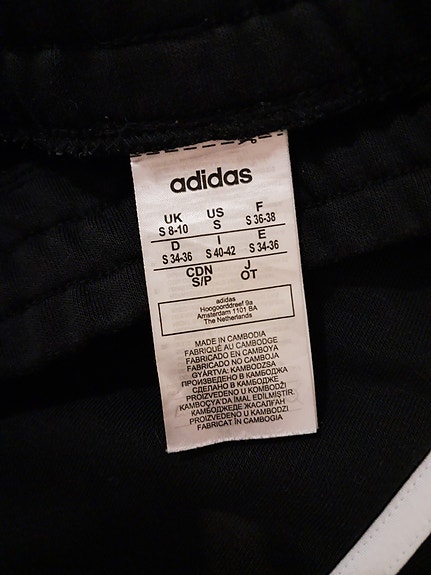 adidas
UK US F
S 8-10 S S 36-38
D I E
S 34-36 S 40-42 S 34-36
CDN J
S/P OT
adidas
Hoogoorddreef 9a
Amsterdam 1101 BA
The Netherlands
MADE IN CAMBODIA
FABRIQUÉ AU CAMBODGE
FABRICADO EN CAMBOYA
FABRICADO NO CAMBOJA
GYÁRTVA: KAMBODZSA
ПРОИЗВЕДЕНО В КАМБОДЖА
СДЕЛАНО В КАМБОДЖЕ
PROIZVEDENO U KOMBODŽI
KAMBOÇYA'DA İMAL EDİLMİŞTİR.
КАМБОДЖЕДЕ ЖАСАЛҒАН
PROIZVEDENO U KAMBODZI
FABRICAT ÎN CAMBOGIA